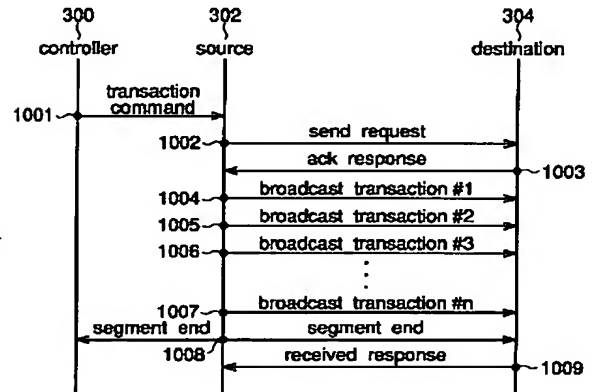 300 302 304
controller source destination
transaction
command
1001
send request
1002
ack response
1003
broadcast transaction #1
1004
broadcast transaction #2
1005
broadcast transaction #3
1006
broadcast transaction #n
1007
segment end segment end
1008
received response
1009